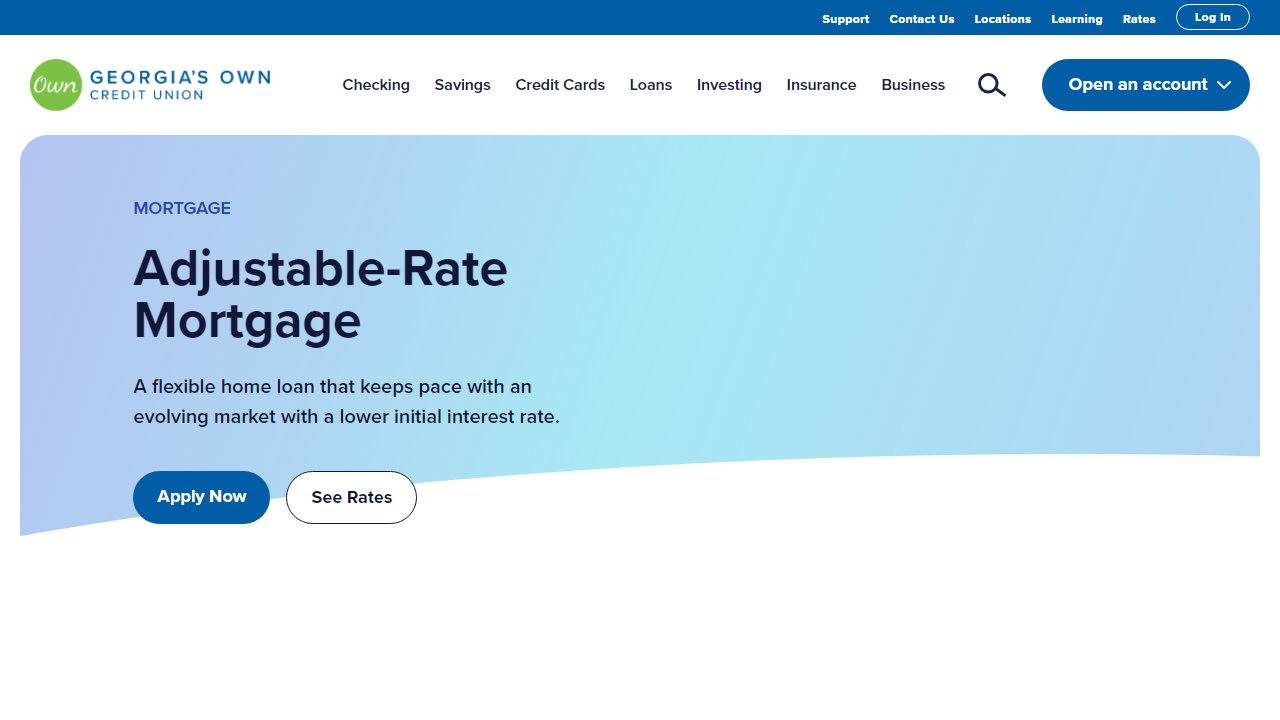 Support Contact Us Locations Learning Rates Log In
Own GEORGIA'S OWN
CREDIT UNION
Checking Savings Credit Cards Loans Investing Insurance Business Open an account
MORTGAGE
Adjustable-Rate
Mortgage
A flexible home loan that keeps pace with an
evolving market with a lower initial interest rate.
Apply Now See Rates